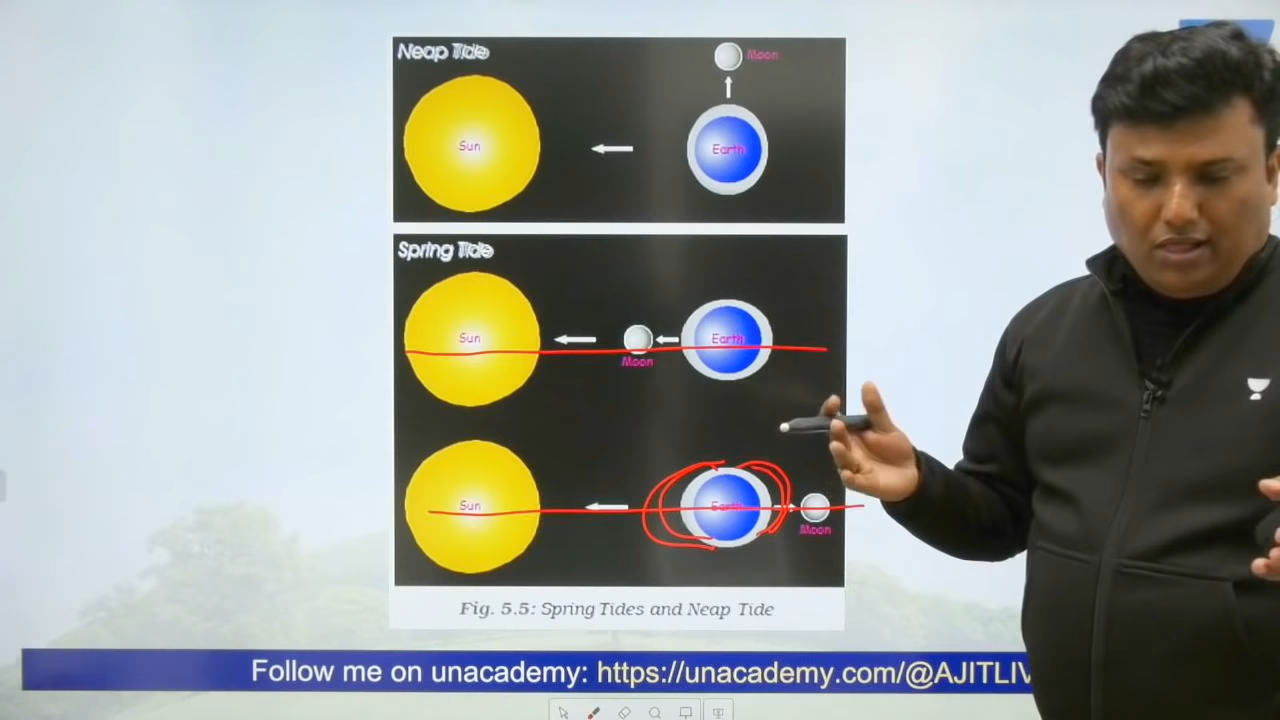 Neap Tide
Moon
Sun
Earth
Spring Tide
Sun
Earth
Moon
Sun
Earth
Moon
Fig. 5.5: Spring Tides and Neap Tide
Follow me on unacademy: https://unacademy.com/@AJITLIV